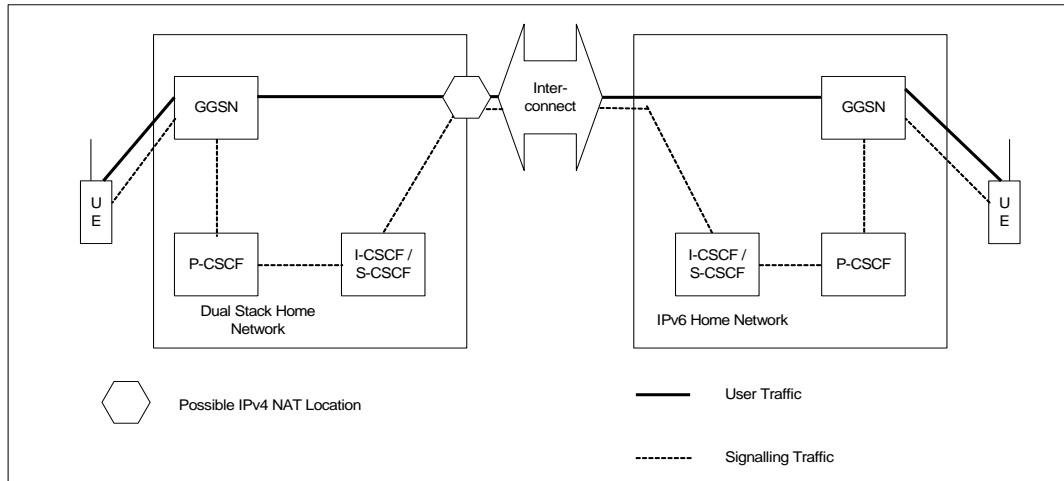 GGSN
Inter-
connect
GGSN
U
E
U
E
P-CSCF
I-CSCF /
S-CSCF
I-CSCF /
S-CSCF
P-CSCF
Dual Stack Home
Network
IPv6 Home Network
Possible IPv4 NAT Location
User Traffic
Signalling Traffic